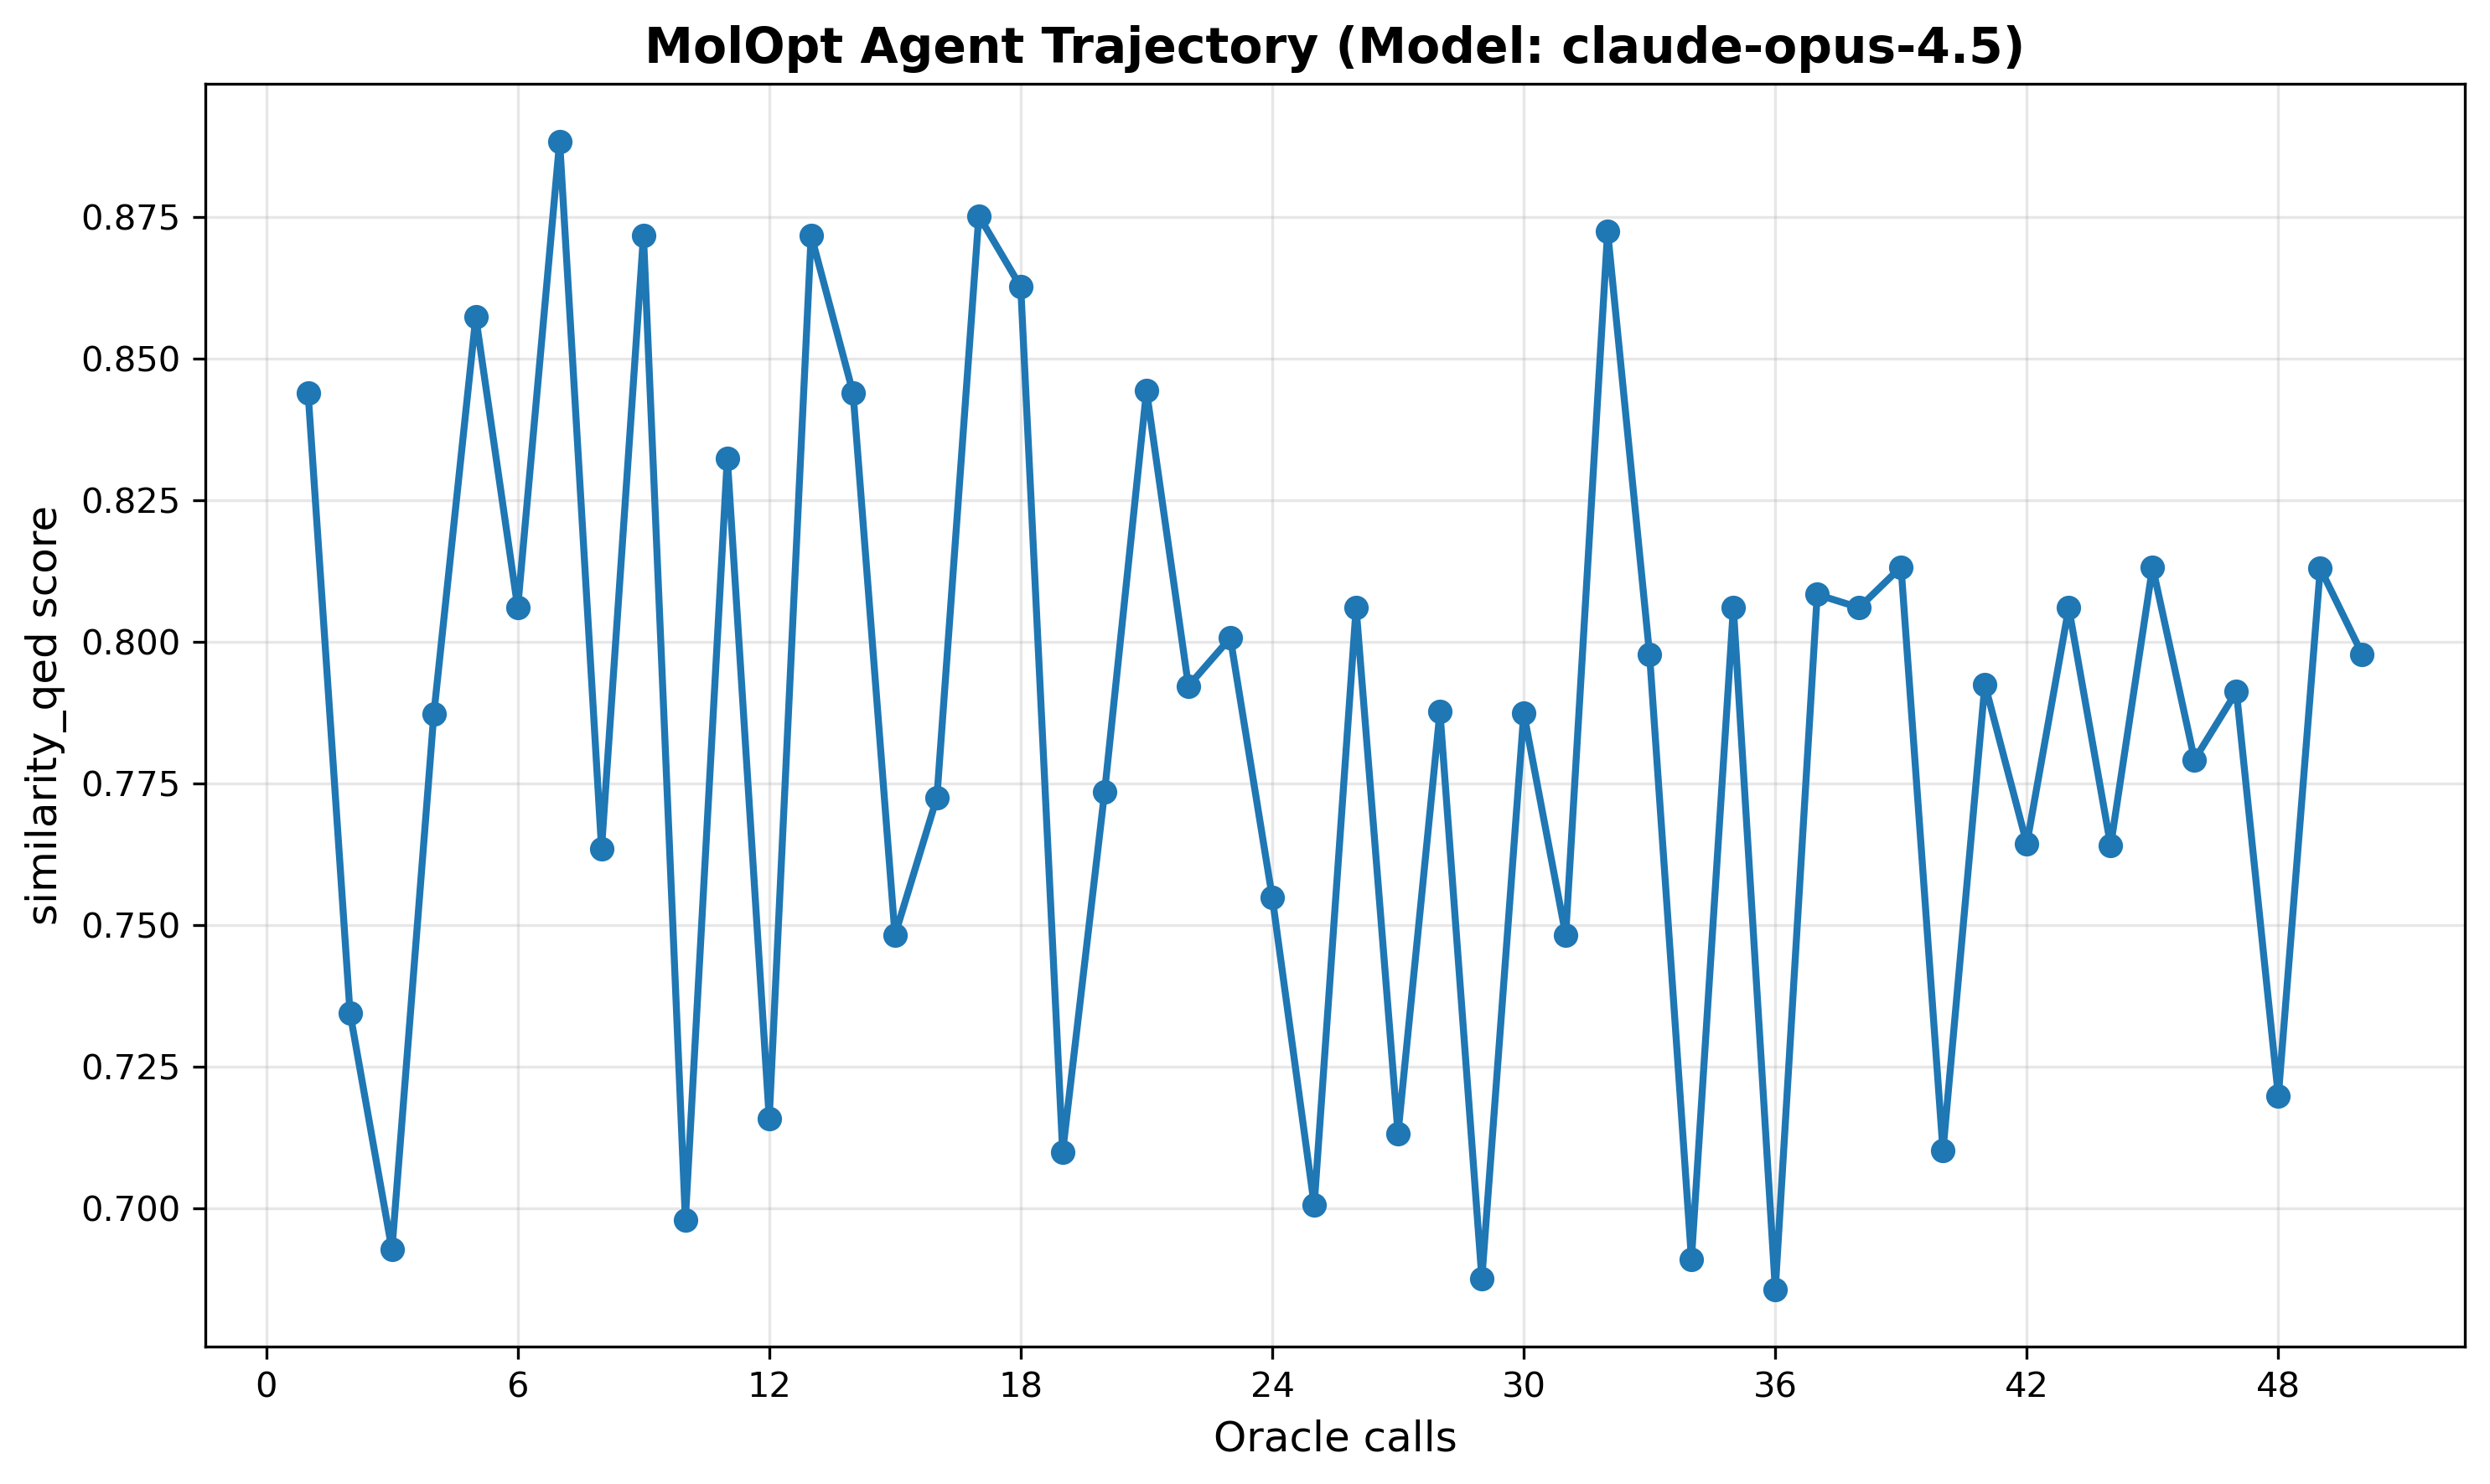 MolOpt Agent Trajectory (Model: claude-opus-4.5)
similarity_qed score
0.875
0.850
0.825
0.800
0.775
0.750
0.725
0.700
0 6 12 18 24 30 36 42 48
Oracle calls